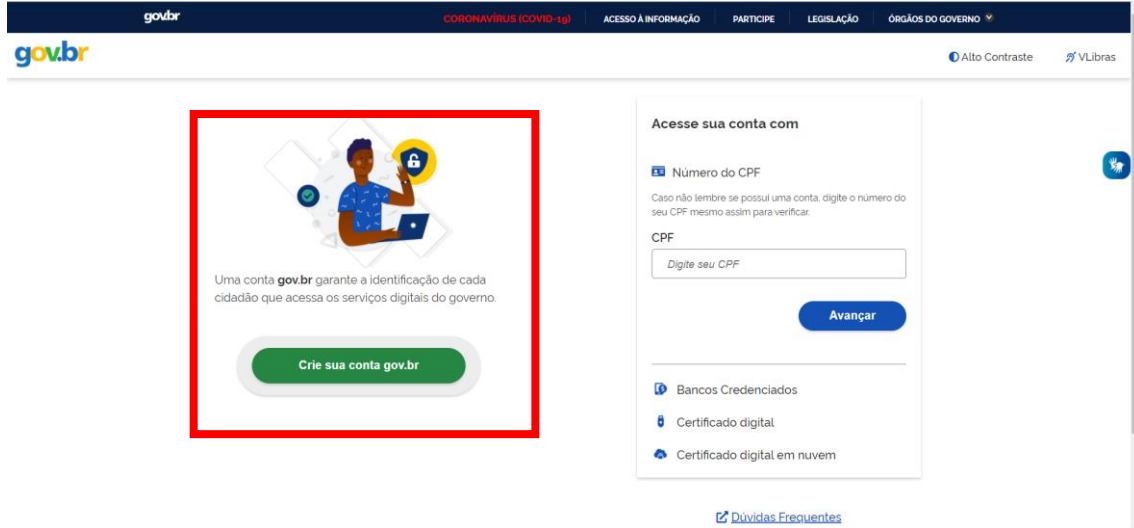 gov.br
CORONAVÍRUS (COVID-19)
ACESSO À INFORMAÇÃO
PARTICIPE
LEGISLAÇÃO
ÓRGÃOS DO GOVERNO
gov.br
Alto Contraste
VLibras
Uma conta gov.br garante a identificação de cada
cidadão que acessa os serviços digitais do governo.
Crie sua conta gov.br
Acesse sua conta com
Número do CPF
Caso não lembre se possui uma conta, digite o número do
seu CPF mesmo assim para verificar.
CPF
Digite seu CPF
Avançar
Bancos Credenciados
Certificado digital
Certificado digital em nuvem
Dúvidas Frequentes